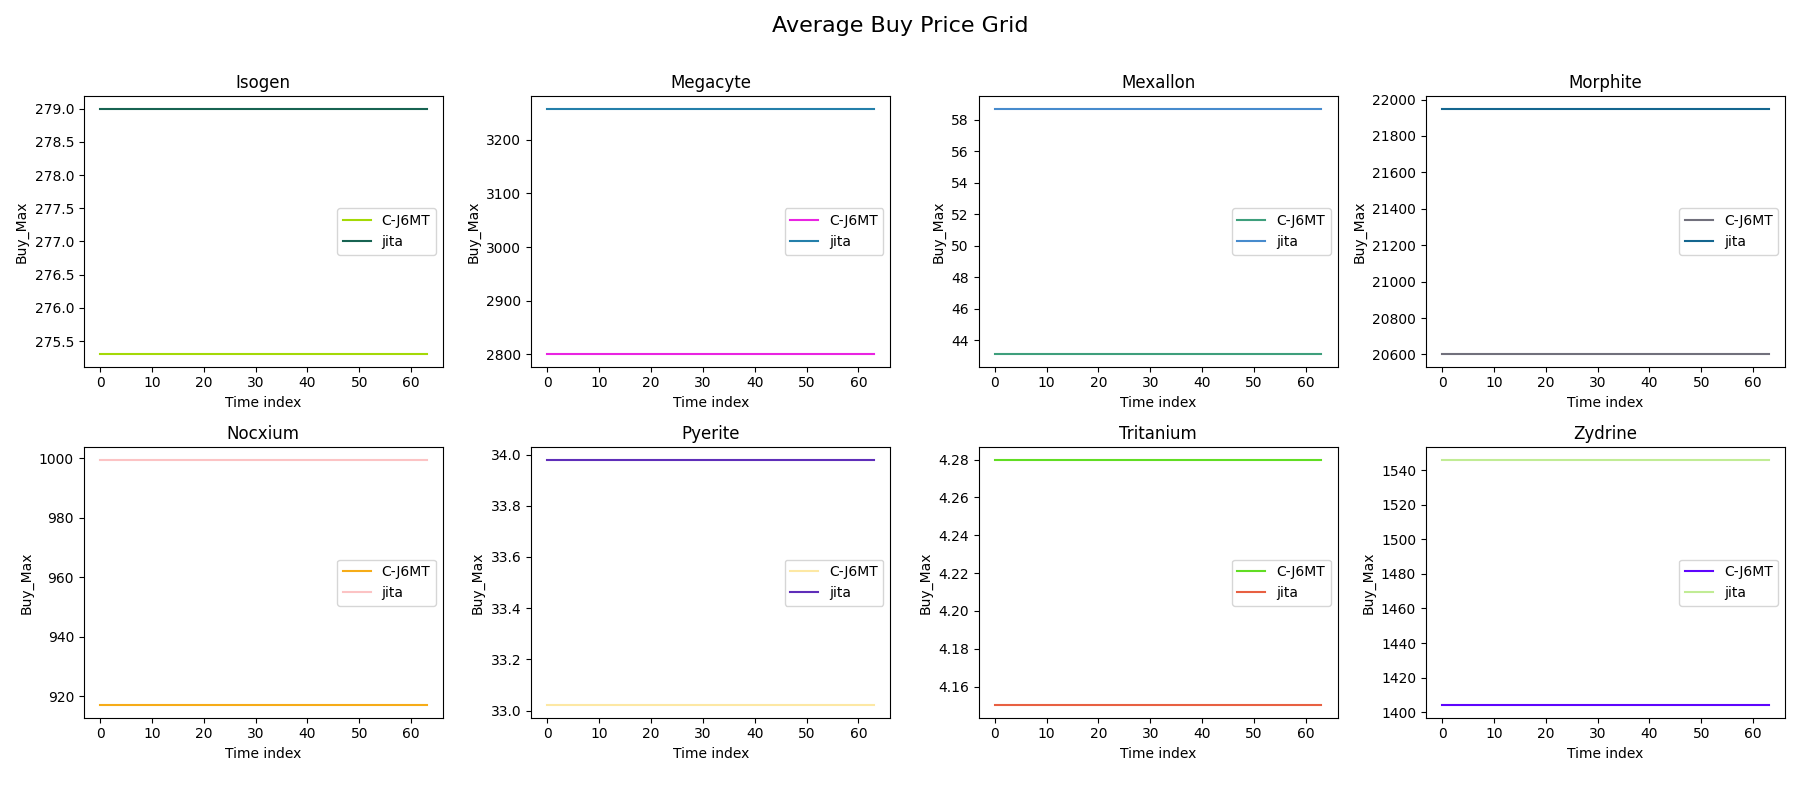 Average Buy Price Grid
Isogen
279.0
278.5
278.0
277.5
277.0
276.5
276.0
275.5
Buy_Max
C-J6MT
jita
0 10 20 30 40 50 60
Time index
Megacyte
3200
3100
3000
2900
2800
Buy_Max
C-J6MT
jita
0 10 20 30 40 50 60
Time index
Mexallon
58
56
54
52
50
48
46
44
Buy_Max
C-J6MT
jita
0 10 20 30 40 50 60
Time index
Morphite
22000
21800
21600
21400
21200
21000
20800
20600
Buy_Max
C-J6MT
jita
0 10 20 30 40 50 60
Time index
Nocxium
1000
980
960
940
920
Buy_Max
C-J6MT
jita
0 10 20 30 40 50 60
Time index
Pyerite
34.0
33.8
33.6
33.4
33.2
33.0
Buy_Max
C-J6MT
jita
0 10 20 30 40 50 60
Time index
Tritanium
4.28
4.26
4.24
4.22
4.20
4.18
4.16
Buy_Max
C-J6MT
jita
0 10 20 30 40 50 60
Time index
Zydrine
1540
1520
1500
1480
1460
1440
1420
1400
Buy_Max
C-J6MT
jita
0 10 20 30 40 50 60
Time index